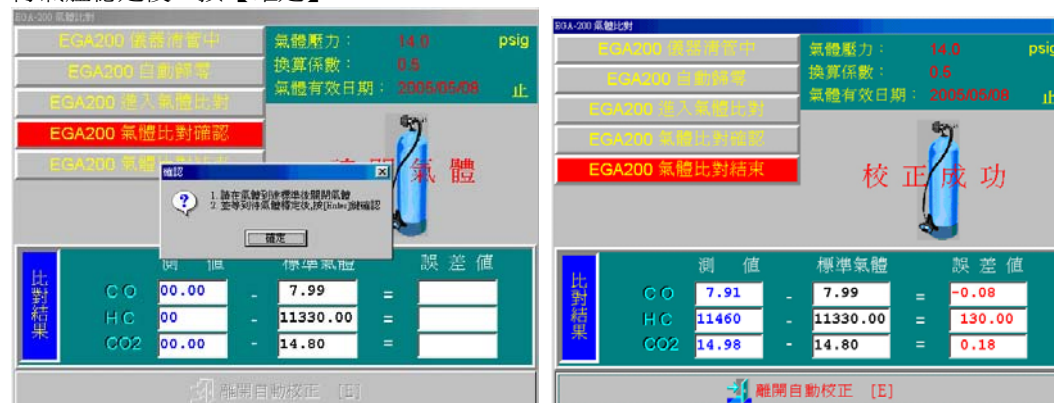 EGA-200 氣體比對
EGA200 儀器清管中
EGA200 自動歸零
EGA200 進入氣體比對
EGA200 氣體比對確認
EGA200 氣體
氣體壓力： 14.0 psig
換算係數： 0.5
氣體有效日期： 2005/05/08 止
氣體
確認
1. 請在氣體到達標準後關閉氣體
2. 並等到待氣體穩定後,按[Enter]鍵確認
確定
比對結果
測 值 標準氣體 誤差值
CO 00.00 - 7.99 =
HC 00 - 11330.00 =
CO2 00.00 - 14.80 =
離開自動校正 [E]
EGA-200 氣體比對
EGA200 儀器清管中
EGA200 自動歸零
EGA200 進入氣體比對
EGA200 氣體比對確認
EGA200 氣體比對結束
氣體壓力： 14.0 psig
換算係數： 0.5
氣體有效日期： 2005/05/08 止
校正成功
比對結果
測 值 標準氣體 誤差值
CO 7.91 - 7.99 = -0.08
HC 11460 - 11330.00 = 130.00
CO2 14.98 - 14.80 = 0.18
離開自動校正 [E]